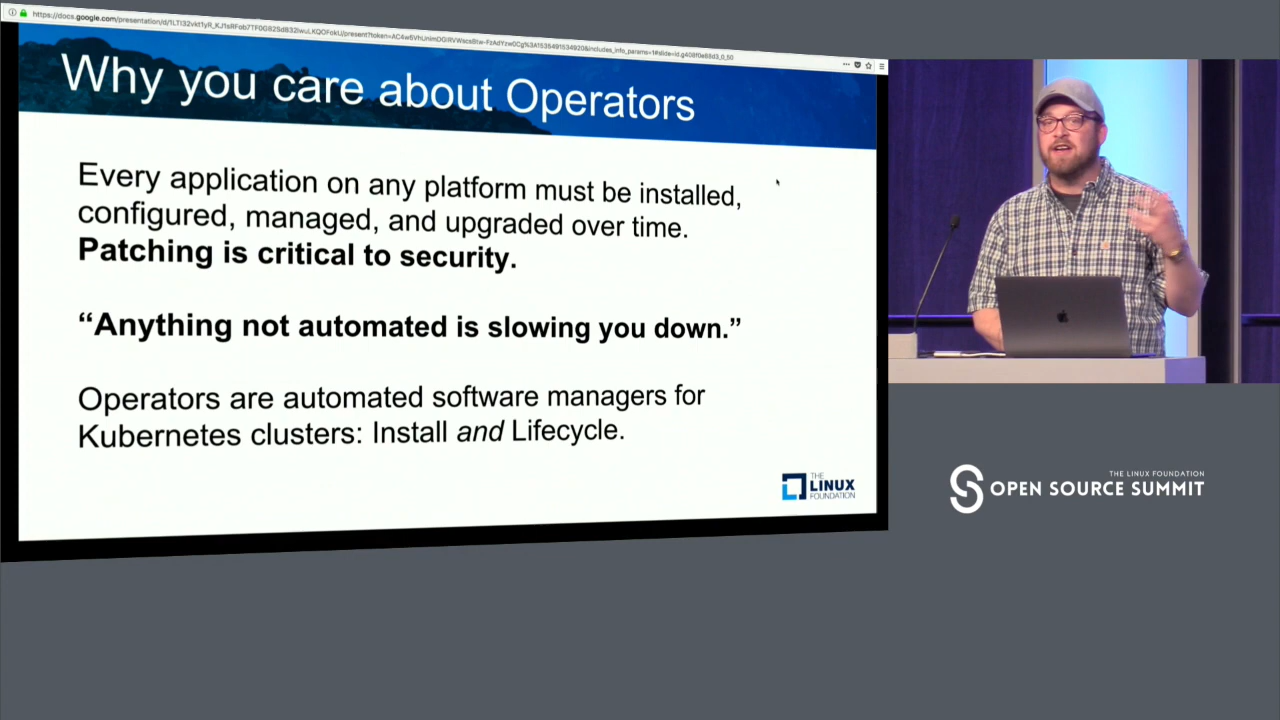 Why you care about Operators
Every application on any platform must be installed,
configured, managed, and upgraded over time.
Patching is critical to security.
“Anything not automated is slowing you down.”
Operators are automated software managers for
Kubernetes clusters: Install and Lifecycle.
THE
LINUX
FOUNDATION
THE LINUX FOUNDATION
OPEN SOURCE SUMMIT